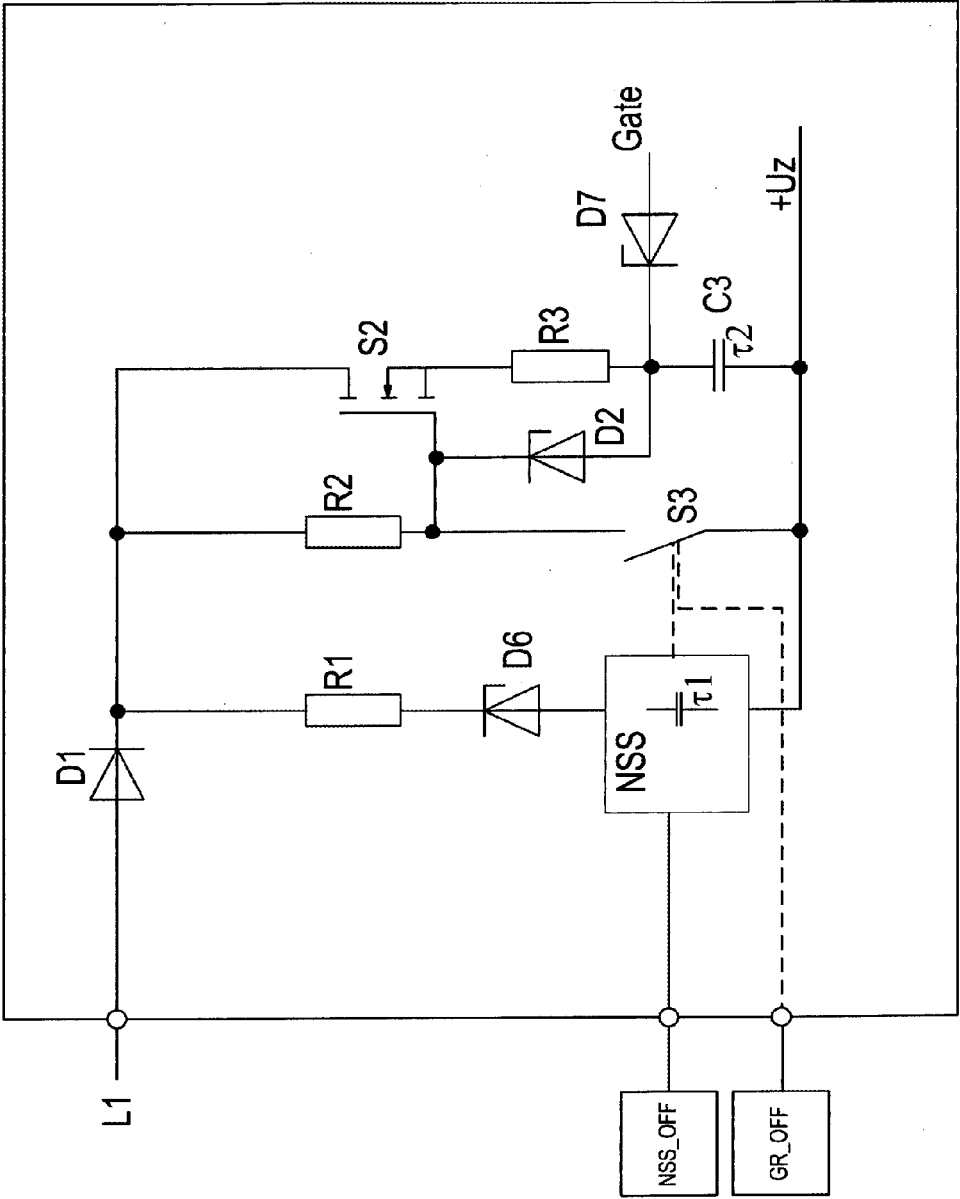 L1
D1
R1
R2
S2
D6
D2
R3
D7
Gate
NSS
τ1
S3
τ2
C3
+Uz
NSS_OFF
GR_OFF